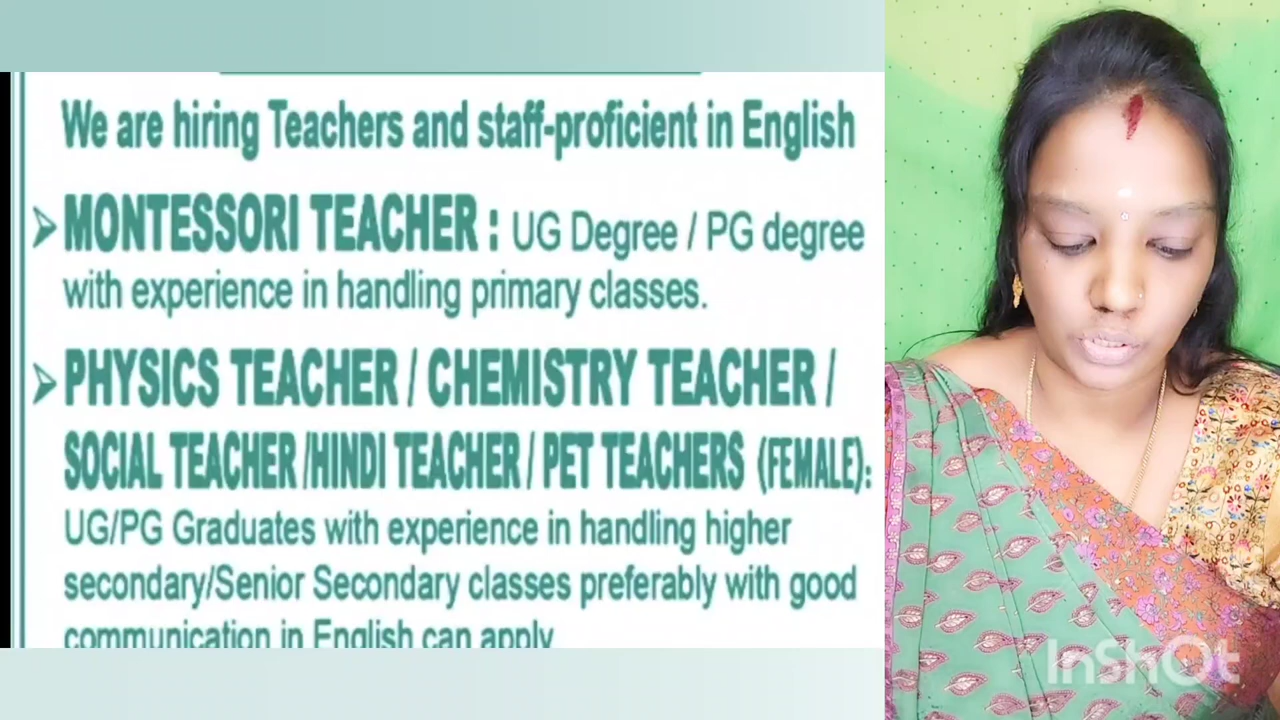 We are hiring Teachers and staff-proficient in English
➢ MONTESSORI TEACHER : UG Degree / PG degree
with experience in handling primary classes.
➢ PHYSICS TEACHER / CHEMISTRY TEACHER /
SOCIAL TEACHER /HINDI TEACHER / PET TEACHERS (FEMALE):
UG/PG Graduates with experience in handling higher
secondary/Senior Secondary classes preferably with good
communication in English can apply
InShOt